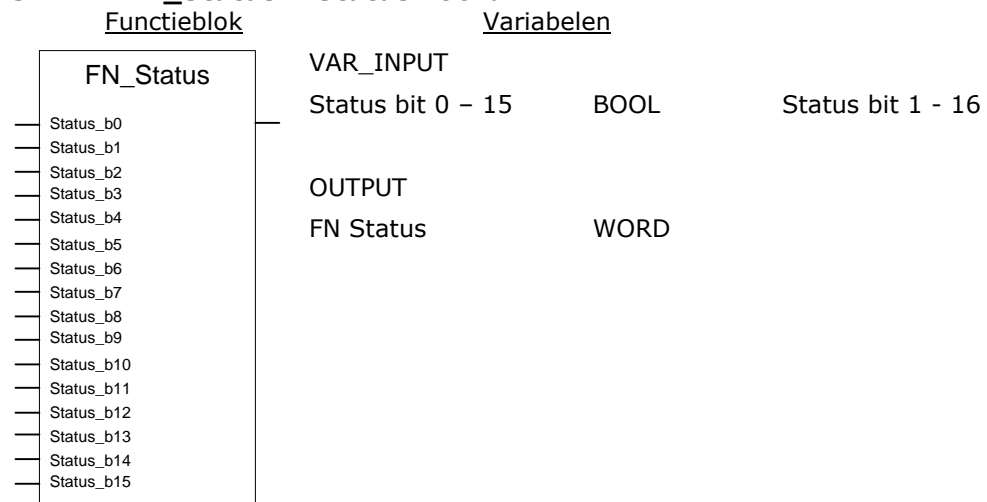 Functieblok
Variabelen
FN_Status
Status_b0
Status_b1
Status_b2
Status_b3
Status_b4
Status_b5
Status_b6
Status_b7
Status_b8
Status_b9
Status_b10
Status_b11
Status_b12
Status_b13
Status_b14
Status_b15
VAR_INPUT
Status bit 0 – 15 BOOL Status bit 1 - 16
OUTPUT
FN Status WORD